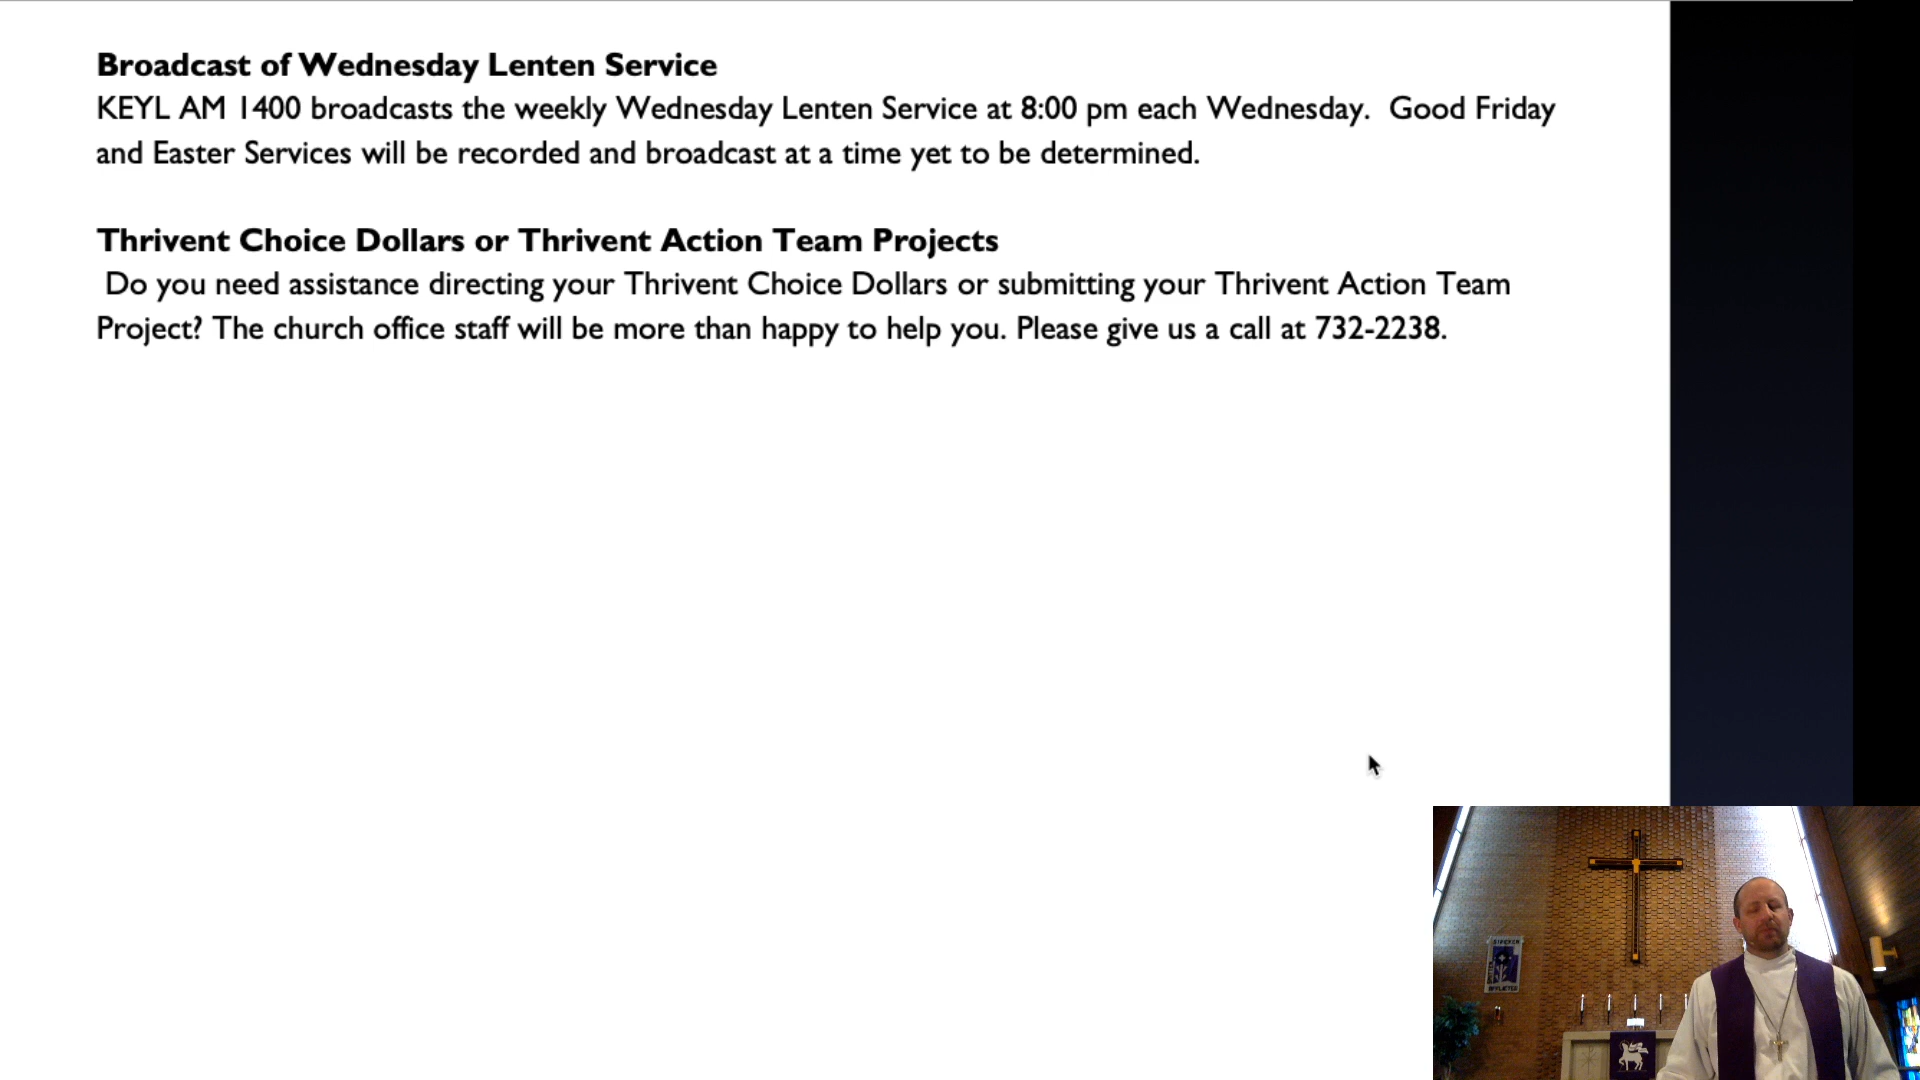 Broadcast of Wednesday Lenten Service
KEYL AM 1400 broadcasts the weekly Wednesday Lenten Service at 8:00 pm each Wednesday.  Good Friday
and Easter Services will be recorded and broadcast at a time yet to be determined.
Thrivent Choice Dollars or Thrivent Action Team Projects
Do you need assistance directing your Thrivent Choice Dollars or submitting your Thrivent Action Team
Project? The church office staff will be more than happy to help you. Please give us a call at 732-2238.